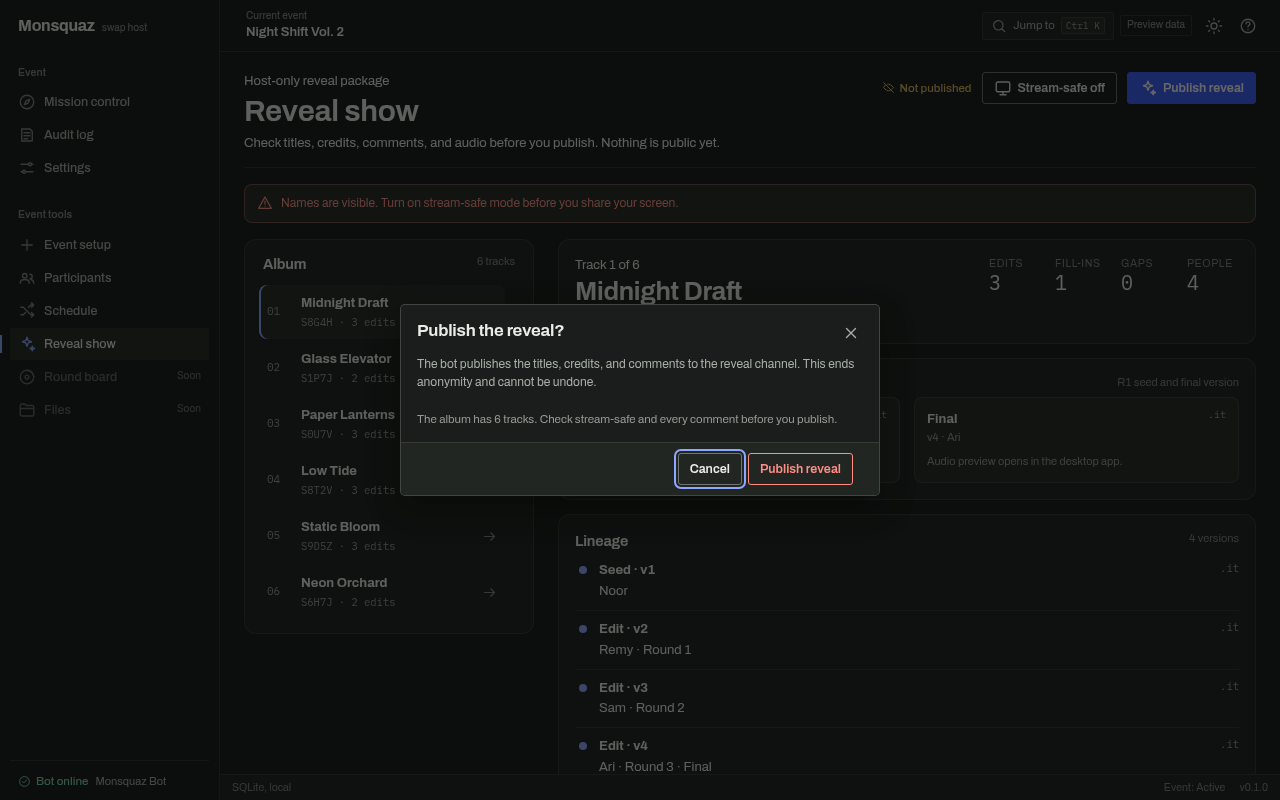 Monsquaz swap host
Current event
Night Shift Vol. 2
Jump to Ctrl K
Preview data
Event
Mission control
Audit log
Settings
Event tools
Event setup
Participants
Schedule
Reveal show
Round board Soon
Files Soon
Bot online Monsquaz Bot
Host-only reveal package
Reveal show
Check titles, credits, comments, and audio before you publish. Nothing is public yet.
Not published
Stream-safe off
Publish reveal
Names are visible. Turn on stream-safe mode before you share your screen.
Album 6 tracks
01 Midnight Draft
S8G4H · 3 edits
02 Glass Elevator
S1P7J · 2 edits
03 Paper Lanterns
S0U7V · 3 edits
04 Low Tide
S8T2V · 3 edits
05 Static Bloom
S9D5Z · 3 edits
06 Neon Orchard
S6H7J · 2 edits
Track 1 of 6
Midnight Draft
EDITS FILL-INS GAPS PEOPLE
3 1 0 4
Publish the reveal?
The bot publishes the titles, credits, and comments to the reveal channel. This ends
anonymity and cannot be undone.
The album has 6 tracks. Check stream-safe and every comment before you publish.
Cancel
Publish reveal
R1 seed and final version
Final .it
v4 · Ari
Audio preview opens in the desktop app.
Lineage 4 versions
Seed · v1 .it
Noor
Edit · v2 .it
Remy · Round 1
Edit · v3 .it
Sam · Round 2
Edit · v4 .it
Ari · Round 3 · Final
SQLite, local
Event: Active v0.1.0